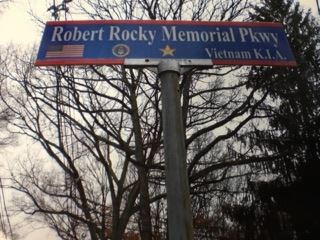 Robert Rocky Memorial Pkwy
Vietnam K.I.A.